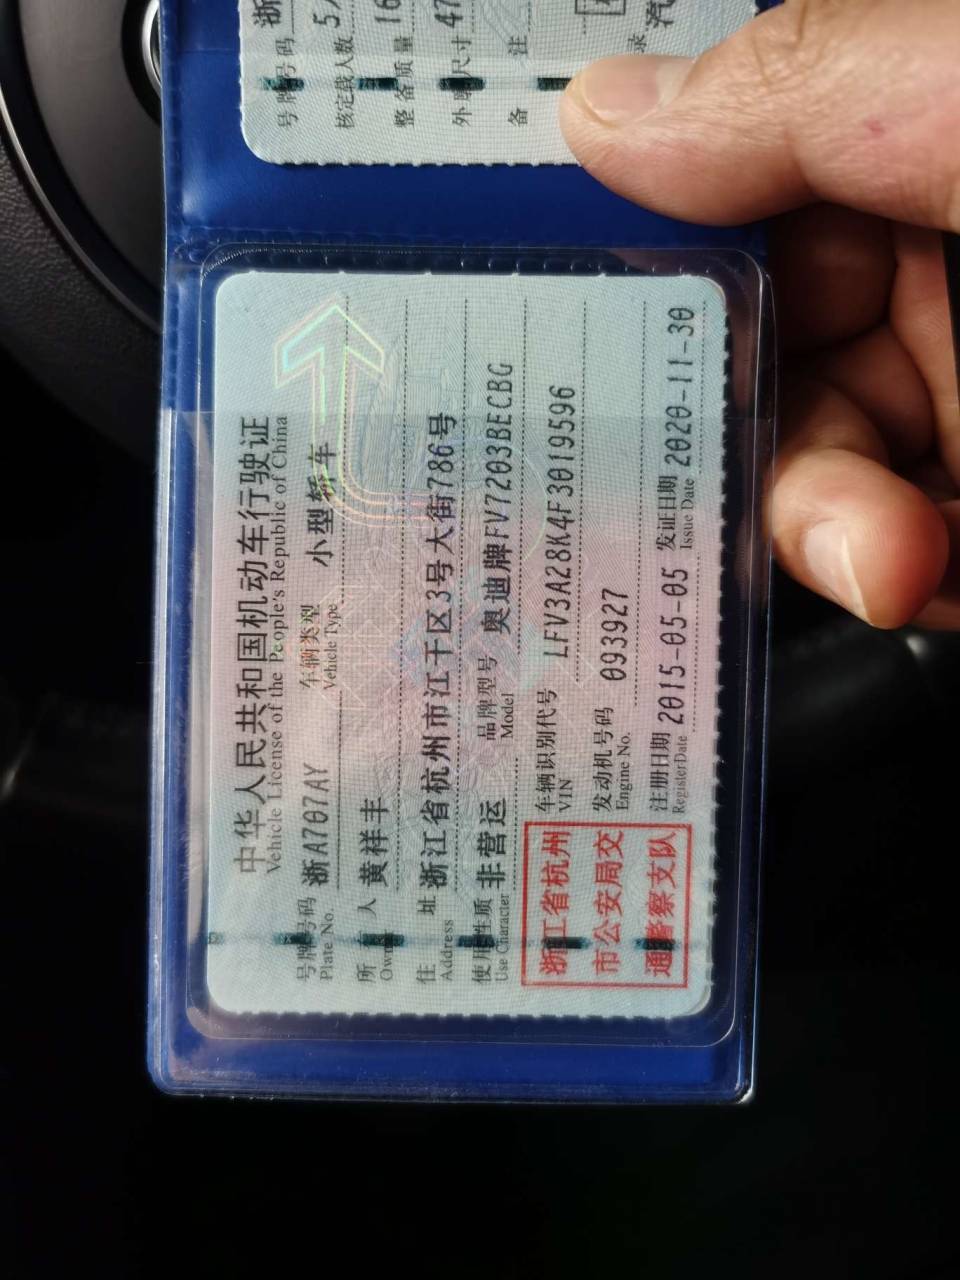 号牌号码 浙
核定载人数 5
整备质量 16
外廓尺寸 47
备 注
录 汽
中华人民共和国机动车行驶证
Vehicle License of the People's Republic of China
号牌号码 浙A707AY 车辆类型 小型轿车
Plate No. Vehicle Type
所 有 人 黄祥丰
Owner
住 址 浙江省杭州市江干区3号大街786号
Address
使用性质 非营运 品牌型号 奥迪牌FV7203BECBG
Use Character Model
浙江省杭州
市公安局交
通警察支队
车辆识别代号 LFV3A28K4F3019596
VIN
发动机号码 093927
Engine No.
注册日期 2015-05-05 发证日期 2020-11-30
Register Date Issue Date